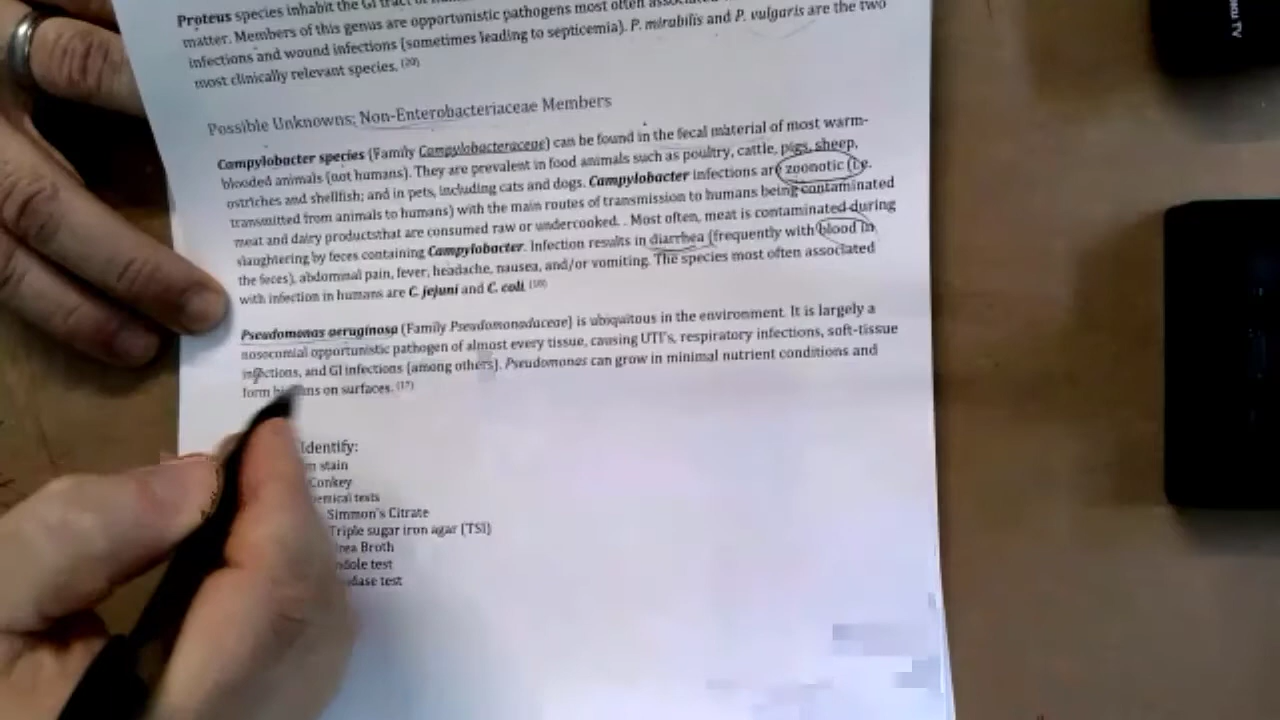 Proteus species inhabit the GI tract of
matter. Members of this genus are opportunistic pathogens most often associated
infections and wound infections (sometimes leading to septicemia). P. mirabilis and P. vulgaris are the two
most clinically relevant species. (20)
Possible Unknowns; Non-Enterobacteriaceae Members
Campylobacter species (Family Campylobacteraceae) can be found in the fecal material of most warm-
blooded animals (not humans). They are prevalent in food animals such as poultry, cattle, pigs, sheep,
ostriches and shellfish; and in pets, including cats and dogs. Campylobacter infections are zoonotic (i.e.
transmitted from animals to humans) with the main routes of transmission to humans being contaminated
meat and dairy productsthat are consumed raw or undercooked. . Most often, meat is contaminated during
slaughtering by feces containing Campylobacter. Infection results in diarrhea (frequently with blood in
the feces), abdominal pain, fever, headache, nausea, and/or vomiting. The species most often associated
with infection in humans are C. jejuni and C. coli.
Pseudomonas aeruginosa (Family Pseudomonadaceae) is ubiquitous in the environment. It is largely a
nosocomial opportunistic pathogen of almost every tissue, causing UTI's, respiratory infections, soft-tissue
infections, and GI infections (among others). Pseudomonas can grow in minimal nutrient conditions and
form on surfaces. (17)
Identify:
stain
Conkey
tests
Simmon's Citrate
Triple sugar iron agar (TSI)
Broth
test
test
TV